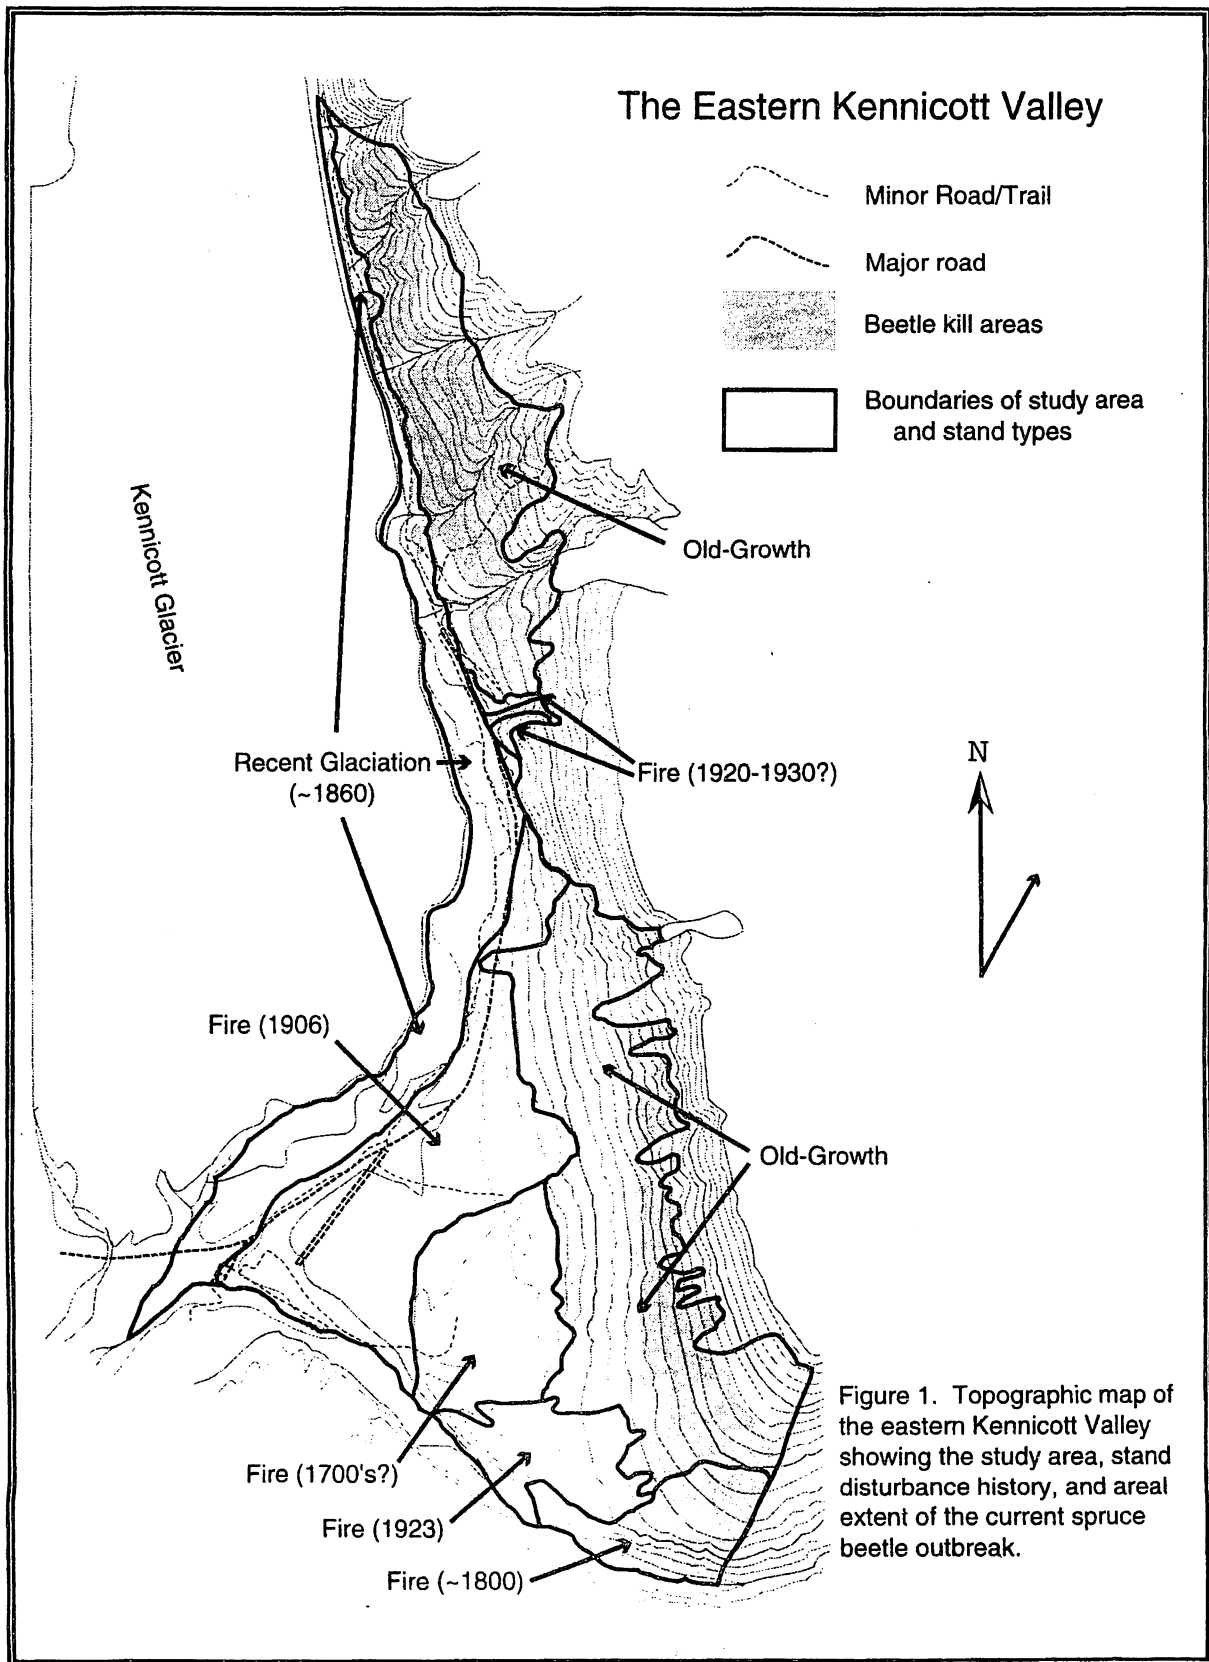 The Eastern Kennicott Valley
Minor Road/Trail
Major road
Beetle kill areas
Boundaries of study area
and stand types
Kennicott Glacier
Old-Growth
Recent Glaciation
(~1860)
Fire (1920-1930?)
N
Fire (1906)
Old-Growth
Fire (1700's?)
Fire (1923)
Fire (~1800)
Figure 1. Topographic map of
the eastern Kennicott Valley
showing the study area, stand
disturbance history, and areal
extent of the current spruce
beetle outbreak.